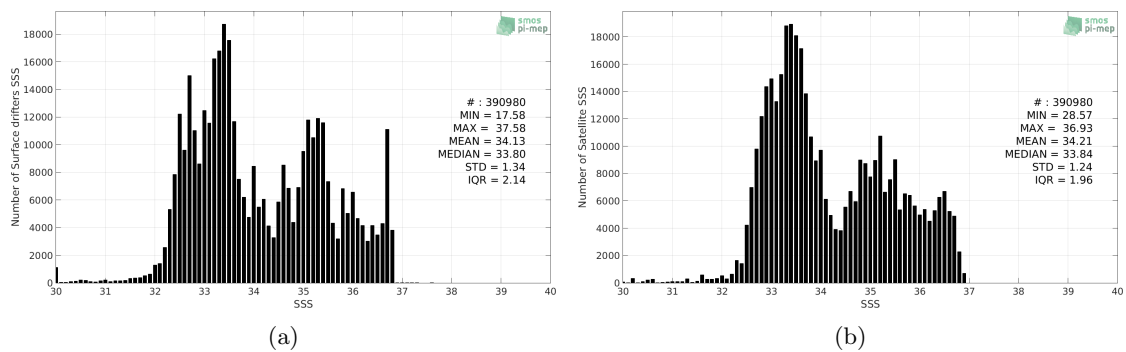 smos
pi-mep
18000
16000
14000
12000
10000
8000
6000
4000
2000
0
Number of Surface drifters SSS
# : 390980
MIN = 17.58
MAX = 37.58
MEAN = 34.13
MEDIAN = 33.80
STD = 1.34
IQR = 2.14
30 31 32 33 34 35 36 37 38 39 40
SSS
(a)
smos
pi-mep
18000
16000
14000
12000
10000
8000
6000
4000
2000
0
Number of Satellite SSS
# : 390980
MIN = 28.57
MAX = 36.93
MEAN = 34.21
MEDIAN = 33.84
STD = 1.24
IQR = 1.96
30 31 32 33 34 35 36 37 38 39 40
SSS
(b)